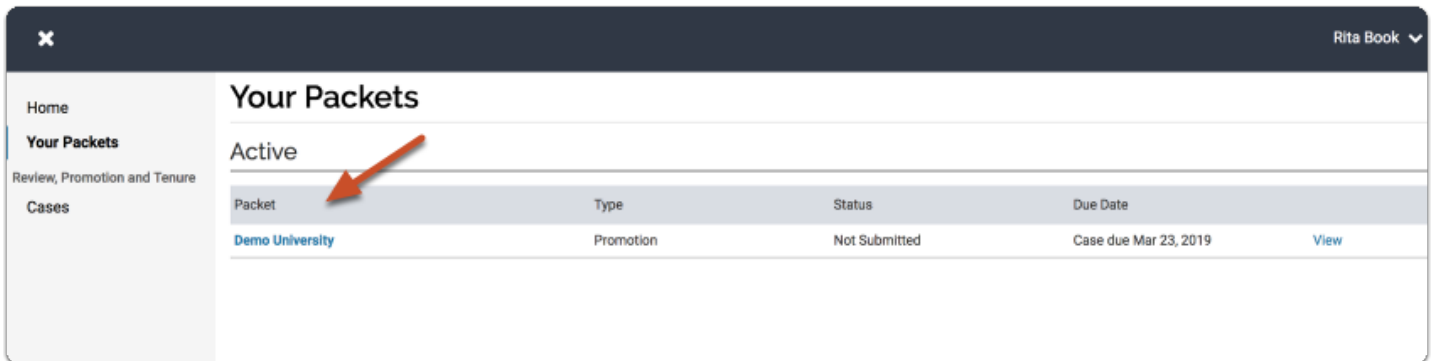 Rita Book
Home
Your Packets
Review, Promotion and Tenure
Cases
Your Packets
Active
Packet Type Status Due Date
Demo University Promotion Not Submitted Case due Mar 23, 2019 View